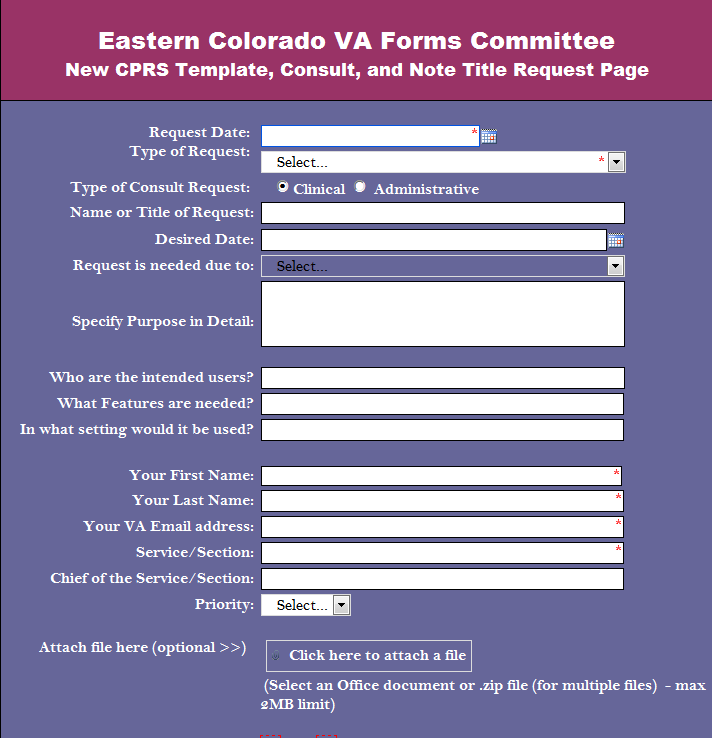 Eastern Colorado VA Forms Committee
New CPRS Template, Consult, and Note Title Request Page
Request Date: *
Type of Request: Select... *
Type of Consult Request: Clinical Administrative
Name or Title of Request:
Desired Date:
Request is needed due to: Select...
Specify Purpose in Detail:
Who are the intended users?
What Features are needed?
In what setting would it be used?
Your First Name: *
Your Last Name: *
Your VA Email address: *
Service/Section: *
Chief of the Service/Section:
Priority: Select...
Attach file here (optional >>) Click here to attach a file
(Select an Office document or .zip file (for multiple files) - max
2MB limit)